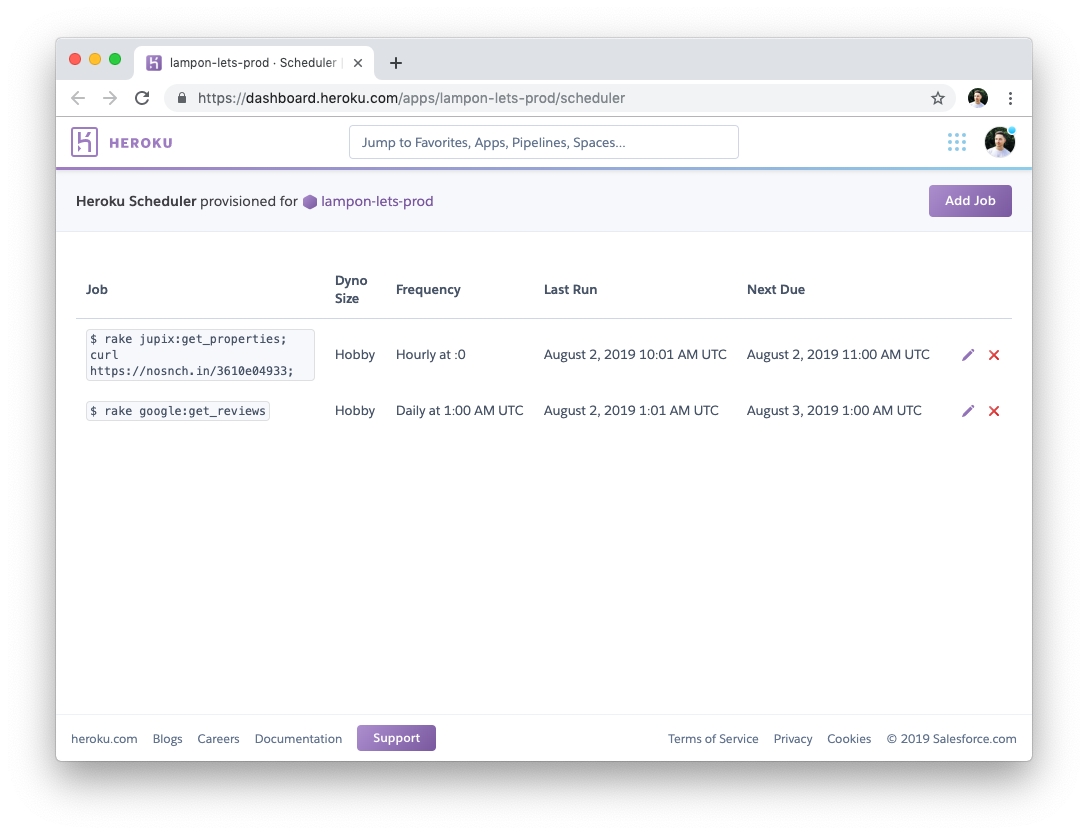 lampon-lets-prod · Scheduler |
https://dashboard.heroku.com/apps/lampon-lets-prod/scheduler
HEROKU
Jump to Favorites, Apps, Pipelines, Spaces...
Heroku Scheduler provisioned for lampon-lets-prod
Add Job
Job
Dyno
Size
Frequency
Last Run
Next Due
$ rake jupix:get_properties;
curl
https://nosnch.in/3610e04933;
Hobby
Hourly at :0
August 2, 2019 10:01 AM UTC
August 2, 2019 11:00 AM UTC
$ rake google:get_reviews
Hobby
Daily at 1:00 AM UTC
August 2, 2019 1:01 AM UTC
August 3, 2019 1:00 AM UTC
heroku.com Blogs Careers Documentation Support Terms of Service Privacy Cookies © 2019 Salesforce.com